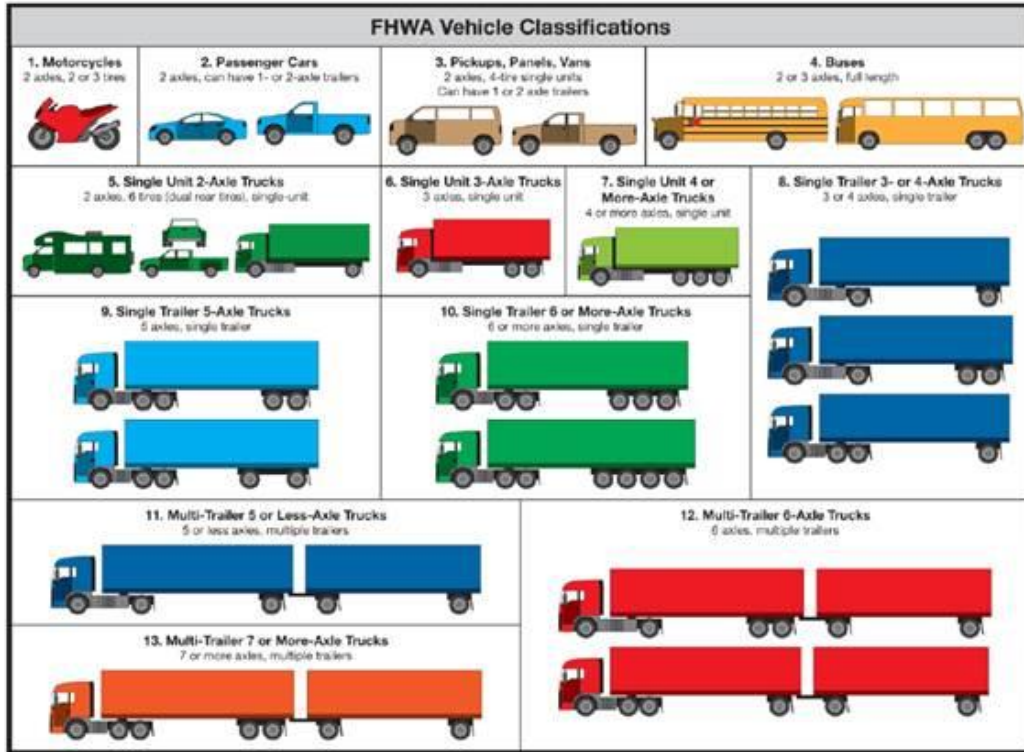 FHWA Vehicle Classifications
1. Motorcycles
2 axles, 2 or 3 tires
2. Passenger Cars
2 axles, can have 1- or 2-axle trailers
3. Pickups, Panels, Vans
2 axles, 4-tire single units
Can have 1 or 2 axle trailers
4. Buses
2 or 3 axles, full length
5. Single Unit 2-Axle Trucks
2 axles, 6 tires (dual rear tires), single-unit
6. Single Unit 3-Axle Trucks
3 axles, single unit
7. Single Unit 4 or
More-Axle Trucks
4 or more axles, single unit
8. Single Trailer 3- or 4-Axle Trucks
3 or 4 axles, single trailer
9. Single Trailer 5-Axle Trucks
5 axles, single trailer
10. Single Trailer 6 or More-Axle Trucks
6 or more axles, single trailer
11. Multi-Trailer 5 or Less-Axle Trucks
5 or less axles, multiple trailers
12. Multi-Trailer 6-Axle Trucks
6 axles, multiple trailers
13. Multi-Trailer 7 or More-Axle Trucks
7 or more axles, multiple trailers